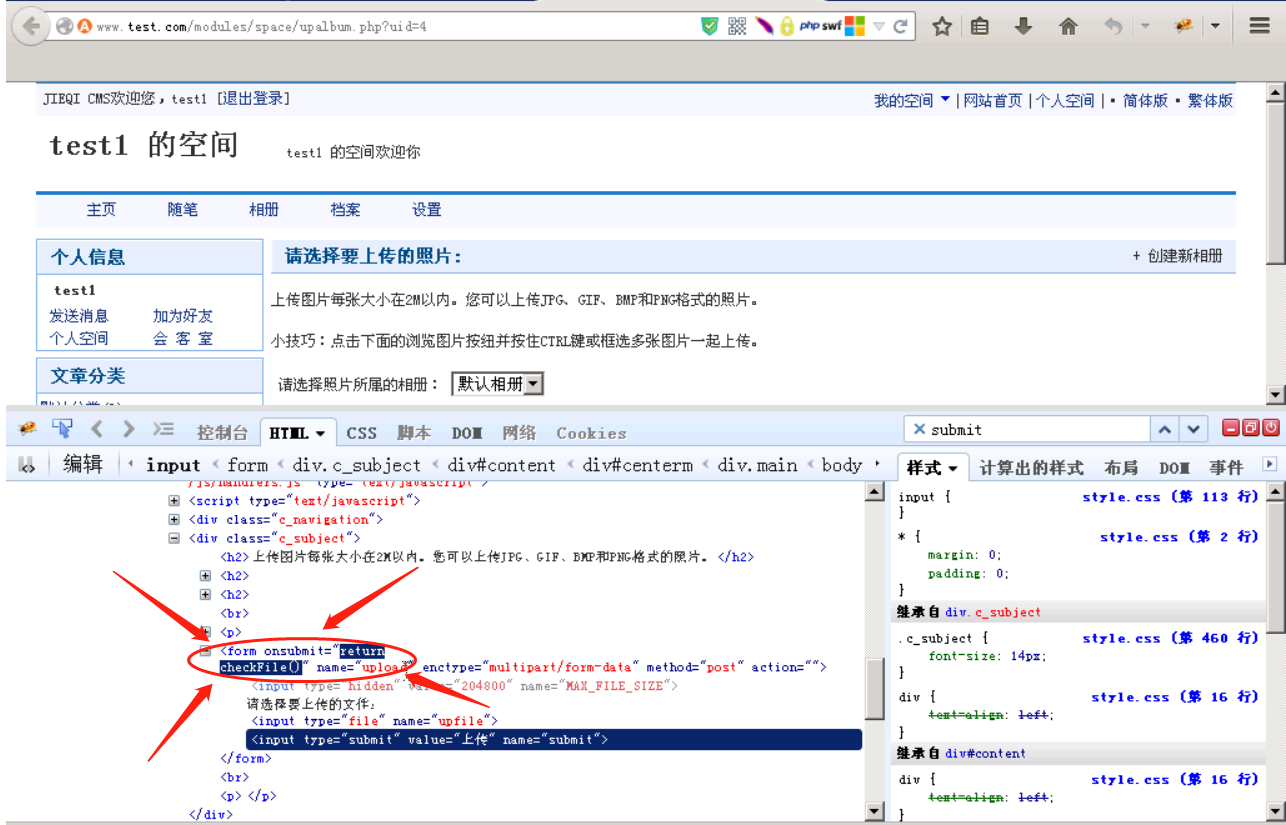 www.test.com/modules/space/upalbum.php?uid=4
php swf
JIEQI CMS欢迎您，test1 [退出登录]
我的空间 |网站首页|个人空间|▪简体版▪繁体版
test1 的空间 test1 的空间欢迎你
主页 随笔 相册 档案 设置
个人信息
请选择要上传的照片:
+ 创建新相册
test1
发送消息 加为好友
个人空间 会 客 室
文章分类
上传图片每张大小在2M以内。您可以上传JPG、GIF、BMP和PNG格式的照片。
小技巧：点击下面的浏览图片按纽并按住CTRL键或框选多张图片一起上传。
请选择照片所属的相册： 默认相册
控制台 HTML CSS 脚本 DOM 网络 Cookies
submit
编辑 input < form < div.c_subject < div#content < div#centerm < div.main < body
样式 计算出的样式 布局 DOM 事件
/js/handlers.js" type="text/javascript">
<script type="text/javascript">
<div class="c_navigation">
<div class="c_subject">
<h2>上传图片每张大小在2M以内。您可以上传JPG、GIF、BMP和PNG格式的照片。</h2>
<h2>
<h2>
<br>
<p>
<form onsubmit="return
checkFile()" name="upload" enctype="multipart/form-data" method="post" action="">
<input type="hidden" value="204800" name="MAX_FILE_SIZE">
请选择要上传的文件:
<input type="file" name="upfile">
<input type="submit" value="上传" name="submit">
</form>
<br>
<p> </p>
</div>
input { style.css (第 113 行)
}
* { style.css (第 2 行)
margin: 0;
padding: 0;
}
继承自 div.c_subject
.c_subject { style.css (第 460 行)
font-size: 14px;
}
div { style.css (第 16 行)
text-align: left;
}
继承自 div#content
div { style.css (第 16 行)
text-align: left;
}